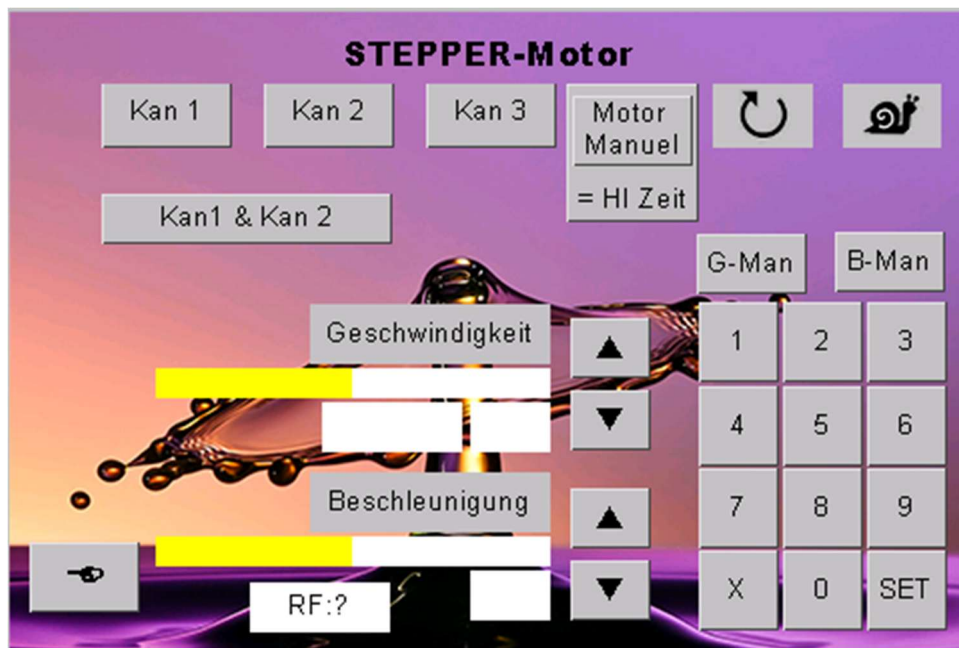 STEPPER-Motor
Kan 1
Kan 2
Kan 3
Motor
Manuel
= HI Zeit
Kan1 & Kan 2
G-Man
B-Man
Geschwindigkeit
▲
▼
1
2
3
4
5
6
Beschleunigung
▲
▼
7
8
9
RF:?
X
0
SET